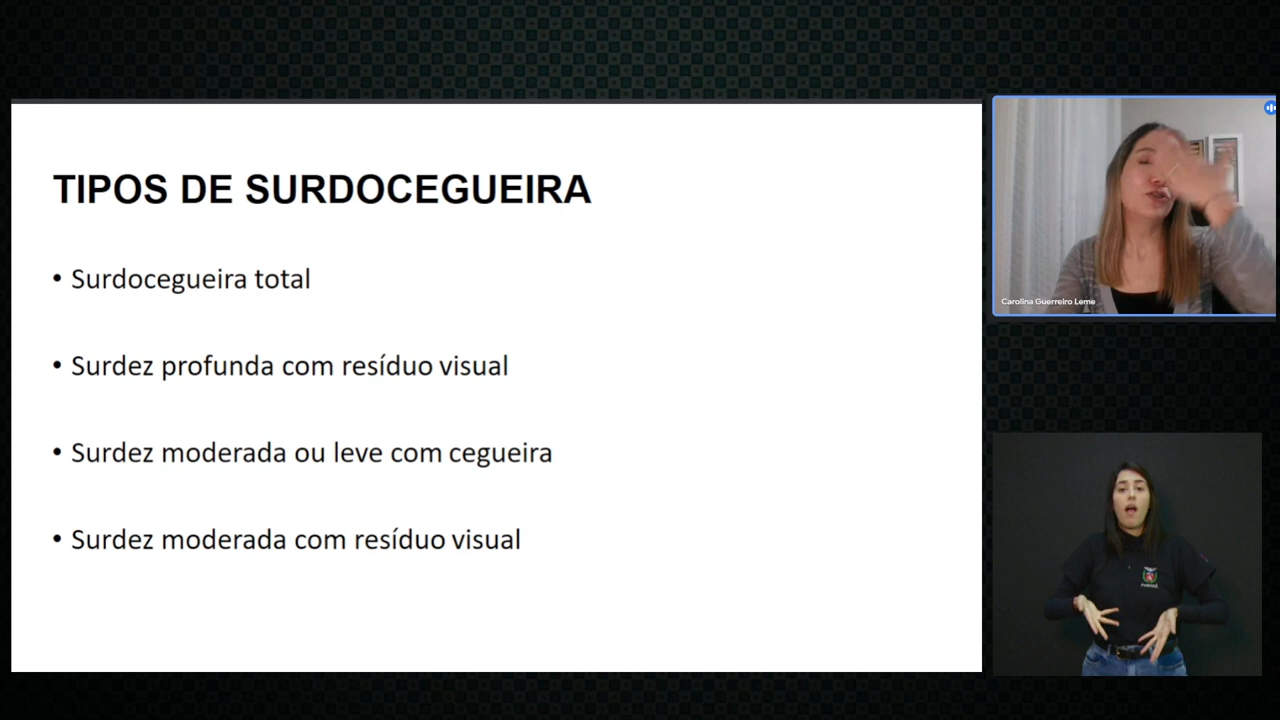 TIPOS DE SURDOCEGUEIRA
• Surdocegueira total
• Surdez profunda com resíduo visual
• Surdez moderada ou leve com cegueira
• Surdez moderada com resíduo visual
Carolina Guerreiro Leme